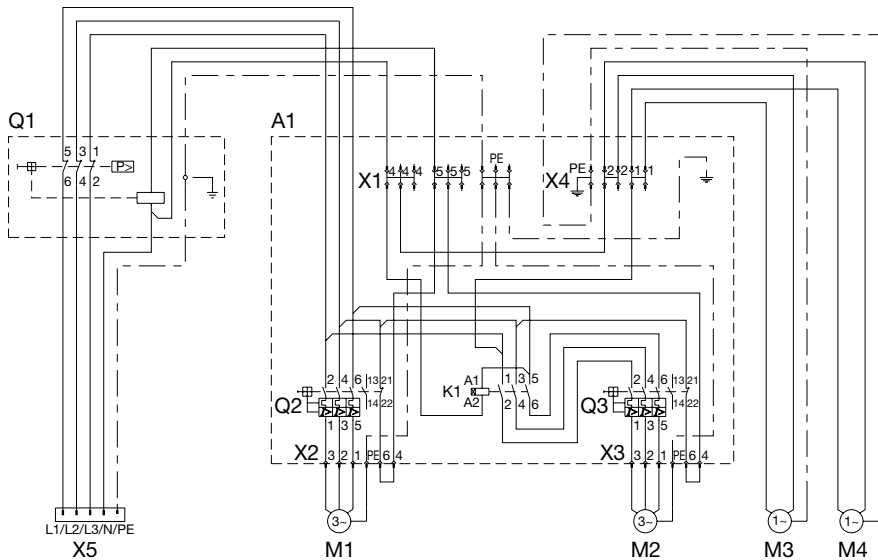 Q1
A1
5 3 1
P>
6 4 2
X1
4 4 4
5 5 5
PE
X4
PE
2 2 1 1
2 4 6 13 21
Q2
14 22
1 3 5
X2
3 2 1 PE 6 4
A1
K1
A2
1 3 5
2 4 6
2 4 6 13 21
Q3
14 22
1 3 5
X3
3 2 1 PE 6 4
L1/L2/L3/N/PE
X5
3~
M1
3~
M2
1~
M3
1~
M4